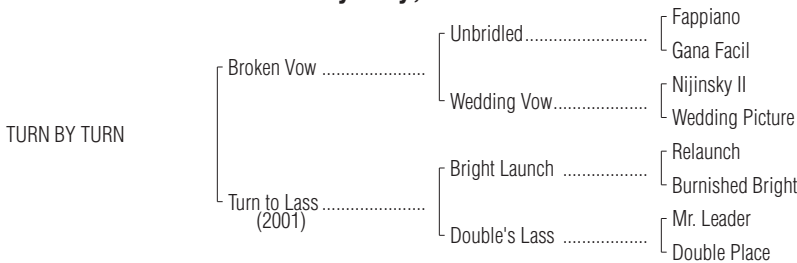 Fappiano
Unbridled..........................
Gana Facil
Broken Vow ......................
Nijinsky II
Wedding Vow....................
Wedding Picture
TURN BY TURN
Relaunch
Bright Launch ..................
Burnished Bright
Turn to Lass......................
(2001)
Mr. Leader
Double's Lass ..................
Double Place